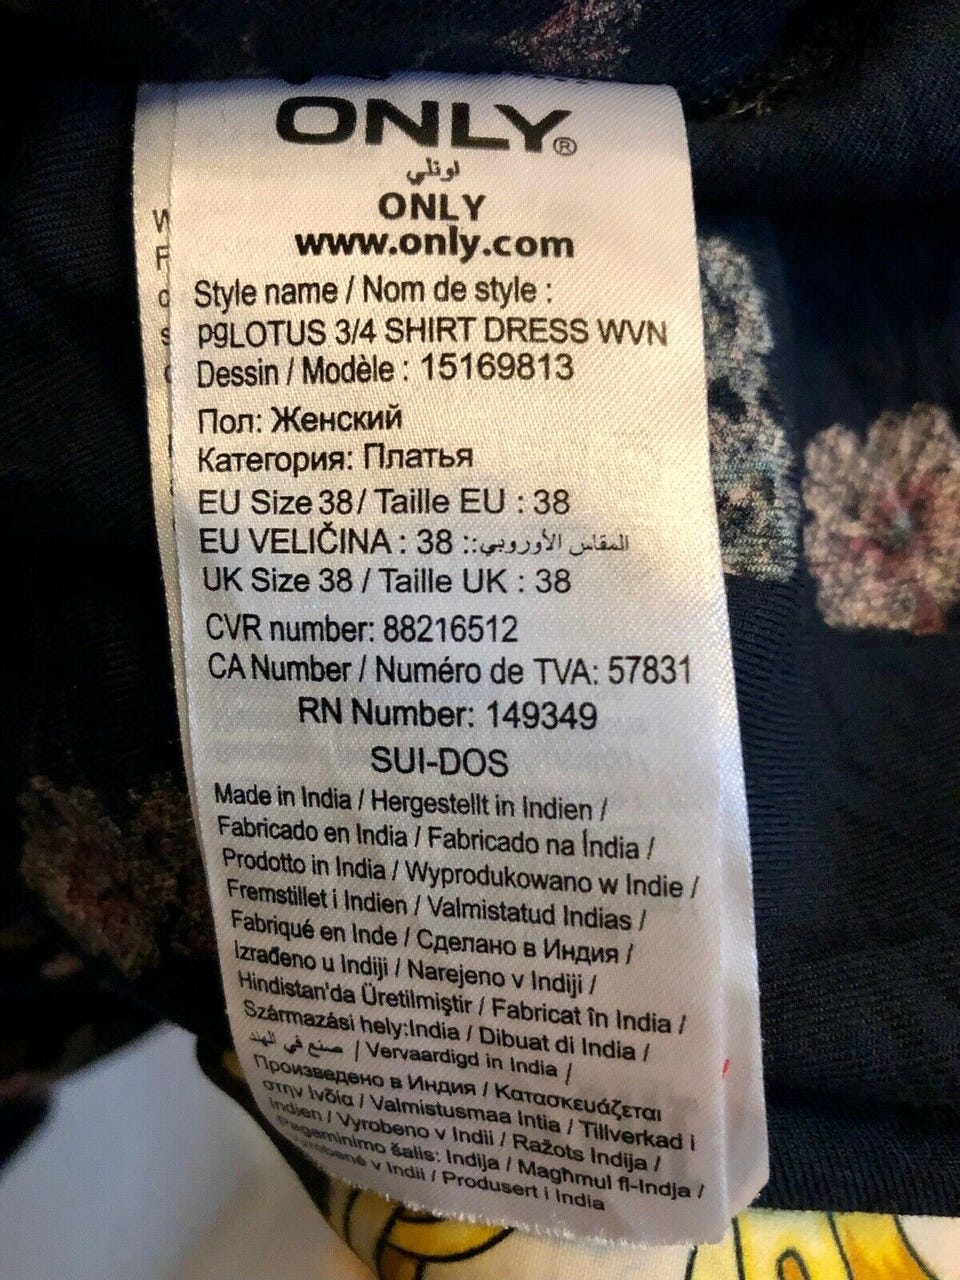 ONLY®
اونلي
ONLY
www.only.com
Style name / Nom de style :
pgLOTUS 3/4 SHIRT DRESS WVN
Dessin / Modèle : 15169813
Пол: Женский
Категория: Платья
EU Size 38/ Taille EU : 38
EU VELIČINA : 38 ::المقاس الأوروبي
UK Size 38 / Taille UK : 38
CVR number: 88216512
CA Number / Numéro de TVA: 57831
RN Number: 149349
SUI-DOS
Made in India / Hergestellt in Indien /
Fabricado en India / Fabricado na Índia /
Prodotto in India / Wyprodukowano w Indie /
Fremstillet i Indien / Valmistatud Indias /
Fabriqué en Inde / Сделано в Индия /
Izrađeno u Indiji / Narejeno v Indiji /
Hindistan'da Üretilmiştir / Fabricat în India /
Származási hely:India / Dibuat di India /
صنع في الهند / Vervaardigd in India /
Произведено в Индия / Κατασκευάζεται
στην Ινδία / Valmistusmaa Intia / Tillverkad i
Indien / Vyrobeno v Indii / Ražots Indija /
Pagaminimo šalis: Indija / Magħmul fl-Indja /
v Indii / Produsert i India